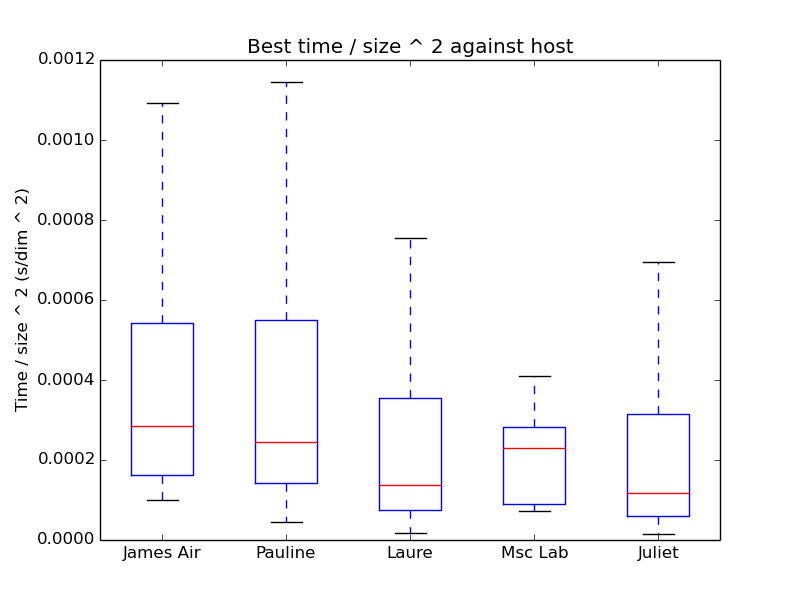 Best time / size ^ 2 against host
Time / size ^ 2 (s/dim ^ 2)
0.0012
0.0010
0.0008
0.0006
0.0004
0.0002
0.0000
James Air Pauline Laure Msc Lab Juliet